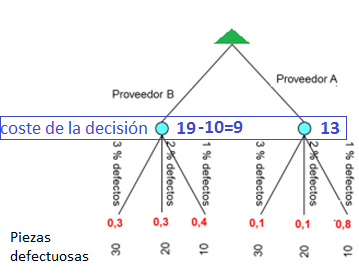 Proveedor A
Proveedor B
coste de la decisión 19-10=9 13
3 % defectos 2 % defectos 1 % defectos 3 % defectos 2 % defectos 1 % defectos
0,3 0,3 0,4 0,1 0,1 0,8
Piezas
defectuosas
30 20 10 30 20 10